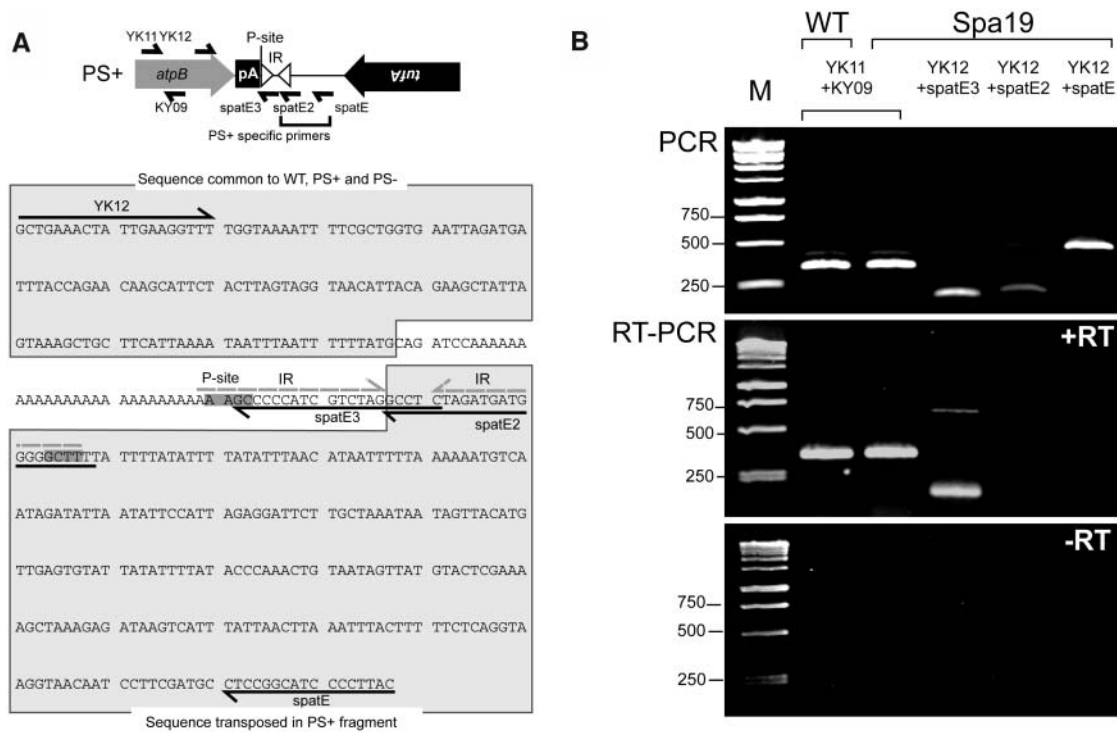 A
YK11 YK12
P-site
IR
PS+
atpB
pA
tufA
KY09
spatE3
spatE2
spatE
PS+ specific primers
Sequence common to WT, PS+ and PS-
YK12
GCTGAAACTA TTGAAGGTTT TGGTAAAATT TTCGCTGGTG AATTAGATGA
TTTACCAGAA CAAGCATTCT ACTTAGTAGG TAACATTACA GAAGCTATTA
GTAAAGCTGC TTCATTAAAA TAATTTAATT TTTTATGCAG ATCCAAAAAA
P-site
IR
IR
AAAAAAAAAA AAAAAAAAAA AAGCCCCATC GTCTAGGCCT CTAGATGATG
spatE3
spatE2
GGGGCTTTTA TTTTATATTT TATATTTAAC ATAATTTTTA AAAAATGTCA
ATAGATATTA ATATTCCATT AGAGGATTCT TGCTAAATAA TAGTTACATG
TTGAGTGTAT TATATTTTAT ACCCAAACTG TAATAGTTAT GTACTCGAAA
AGCTAAAGAG ATAAGTCATT TATTAACTTA AATTTACTTT TTCTCAGGTA
AGGTAACAAT CCTTCGATGC CTCCGGCATC CCCTTAC
spatE
Sequence transposed in PS+ fragment
B
WT
Spa19
M
YK11
+KY09
YK12
+spatE3
YK12
+spatE2
YK12
+spatE
PCR
750
500
250
RT-PCR
+RT
750
500
250
-RT
750
500
250